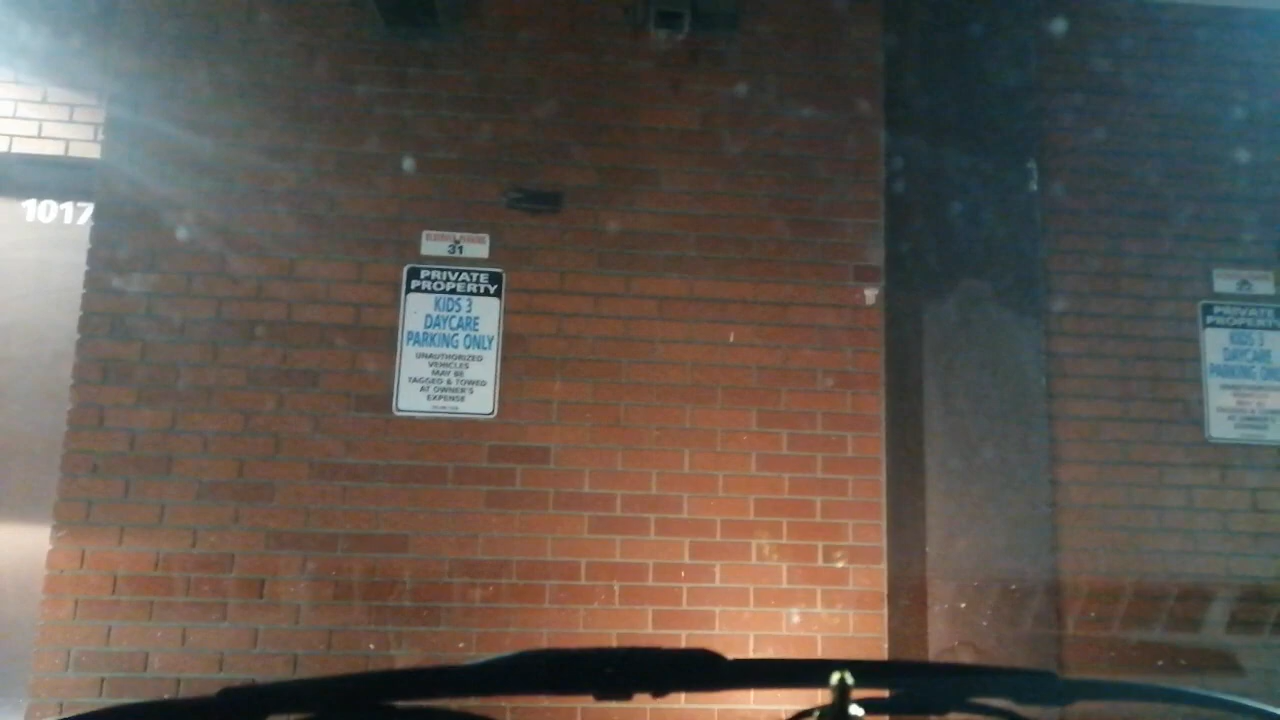 1017
31
PRIVATE
PROPERTY
KIDS 3
DAYCARE
PARKING ONLY
UNAUTHORIZED
VEHICLES
MAY BE
TAGGED & TOWED
AT OWNER'S
EXPENSE
PRIVATE
PROPERTY
KIDS 3
DAYCARE
PARKING ONLY